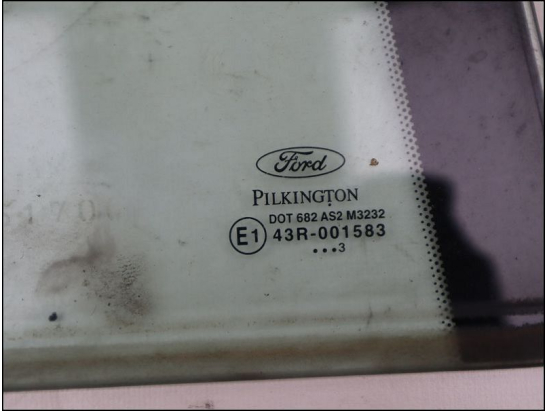 Ford
PILKINGTON
DOT 682 AS2 M3232
E1 43R-001583
•••3